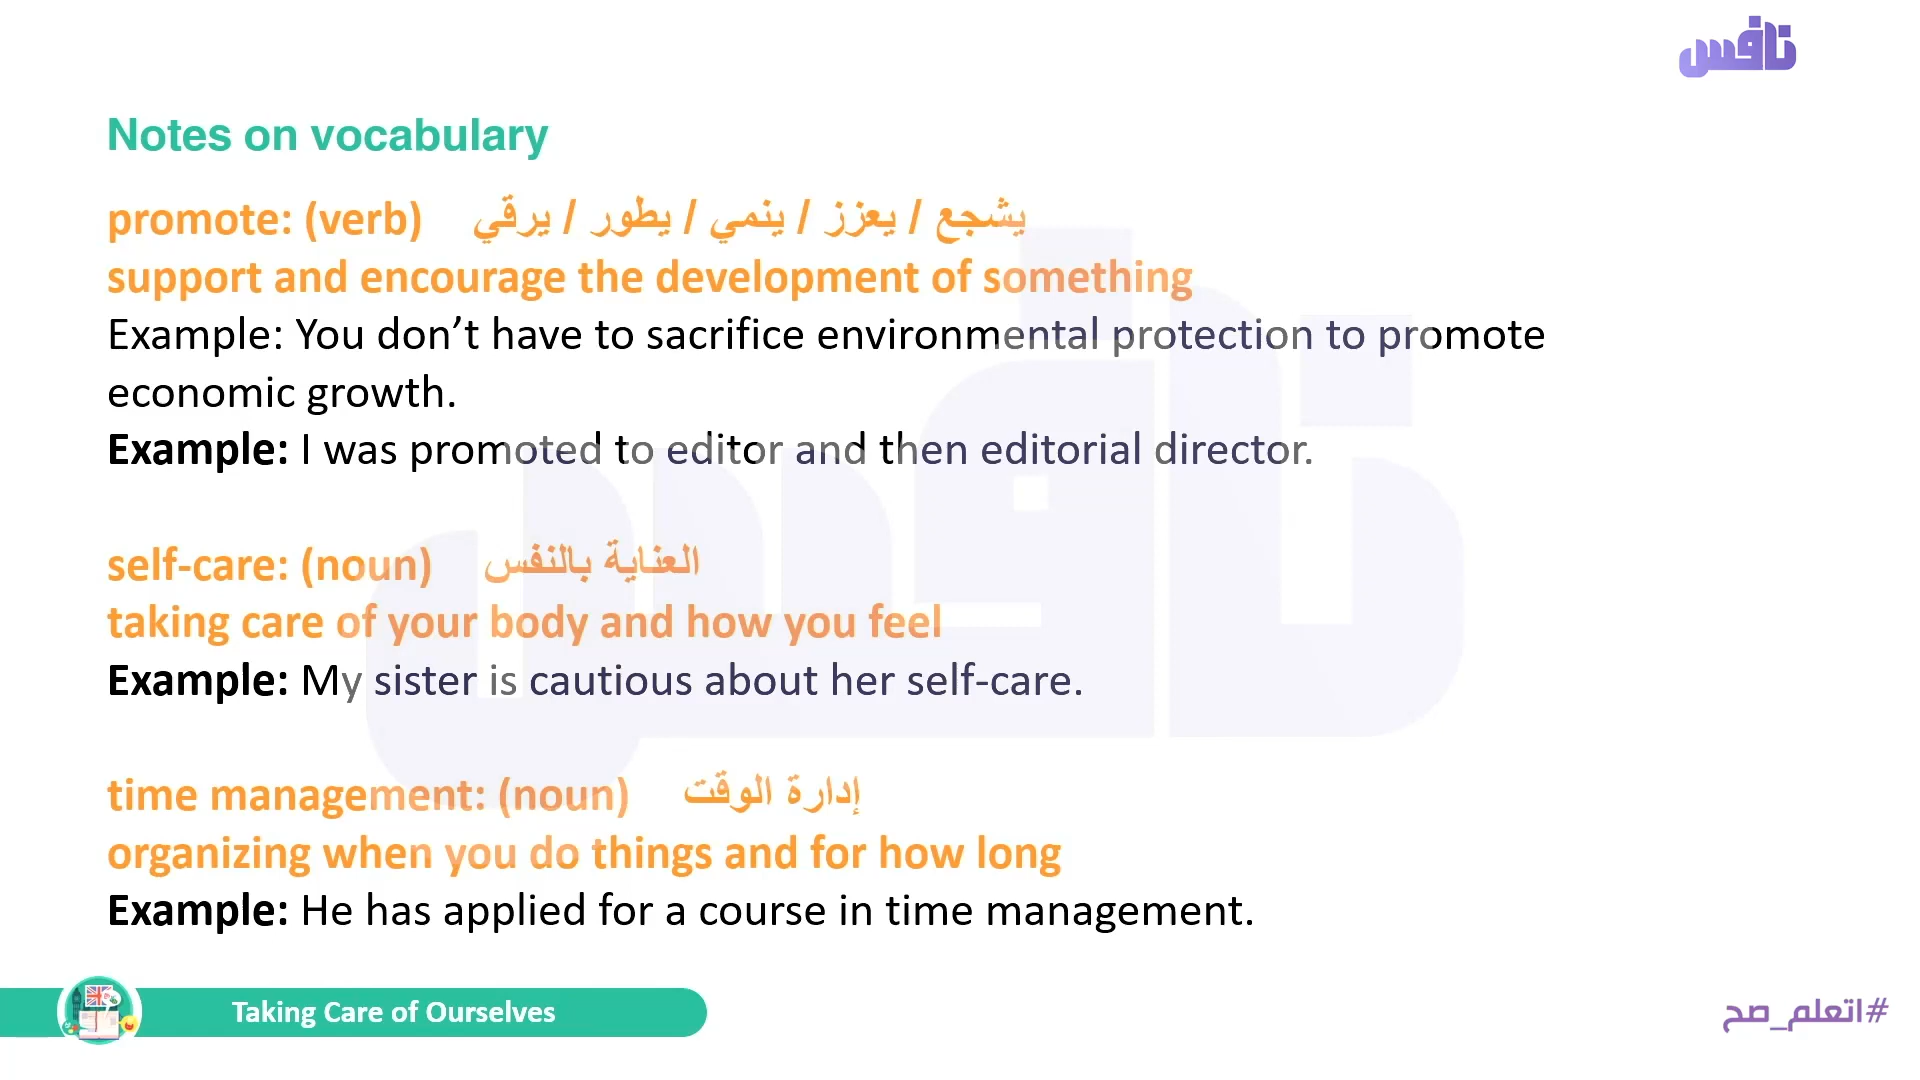 نافس
Notes on vocabulary
promote: (verb) يشجع / يعزز / ينمي / يطور / يرقي
support and encourage the development of something
Example: You don’t have to sacrifice environmental protection to promote
economic growth.
Example: I was promoted to editor and then editorial director.
self-care: (noun) العناية بالنفس
taking care of your body and how you feel
Example: My sister is cautious about her self-care.
time management: (noun) إدارة الوقت
organizing when you do things and for how long
Example: He has applied for a course in time management.
Taking Care of Ourselves
#اتعلم_صح